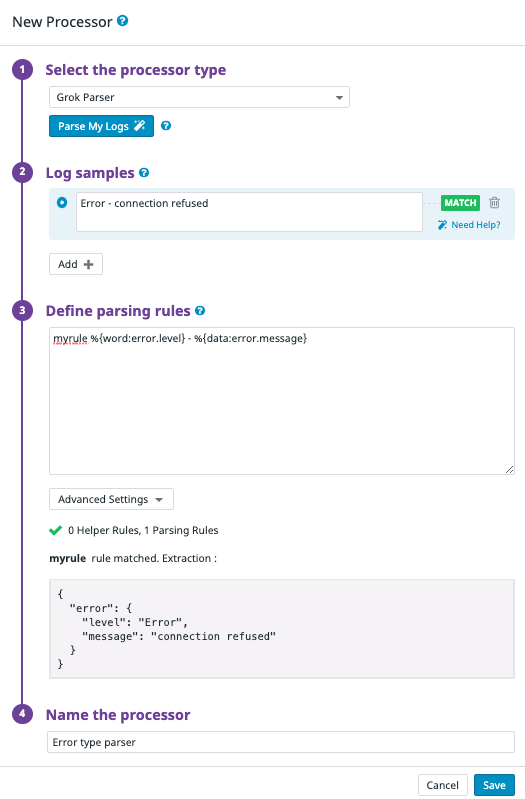 New Processor ?
1 Select the processor type
Grok Parser
Parse My Logs ?
2 Log samples ?
Error - connection refused
MATCH
Need Help?
Add +
3 Define parsing rules ?
myrule %{word:error.level} - %{data:error.message}
Advanced Settings
0 Helper Rules, 1 Parsing Rules
myrule rule matched. Extraction :
{
  "error": {
    "level": "Error",
    "message": "connection refused"
  }
}
4 Name the processor
Error type parser
Cancel Save